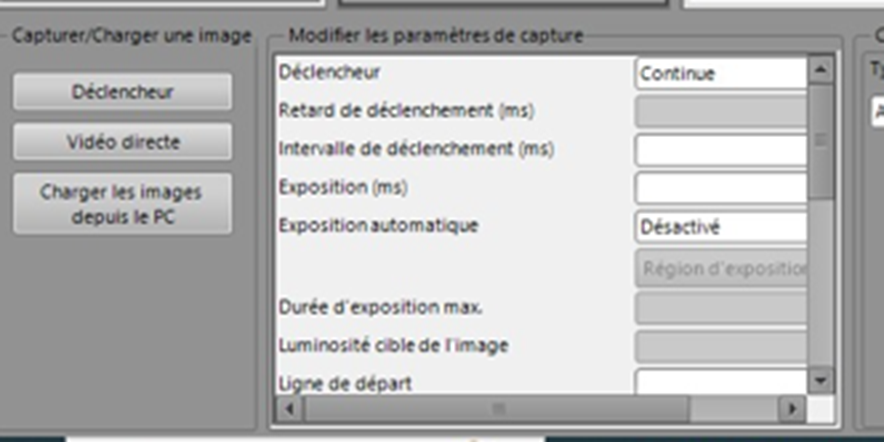 Capturer/Charger une image
Déclencheur
Vidéo directe
Charger les images
depuis le PC
Modifier les paramètres de capture
Déclencheur Continue
Retard de déclenchement (ms)
Intervalle de déclenchement (ms)
Exposition (ms)
Exposition automatique Désactivé
Région d'exposition
Durée d'exposition max.
Luminosité cible de l'image
Ligne de départ